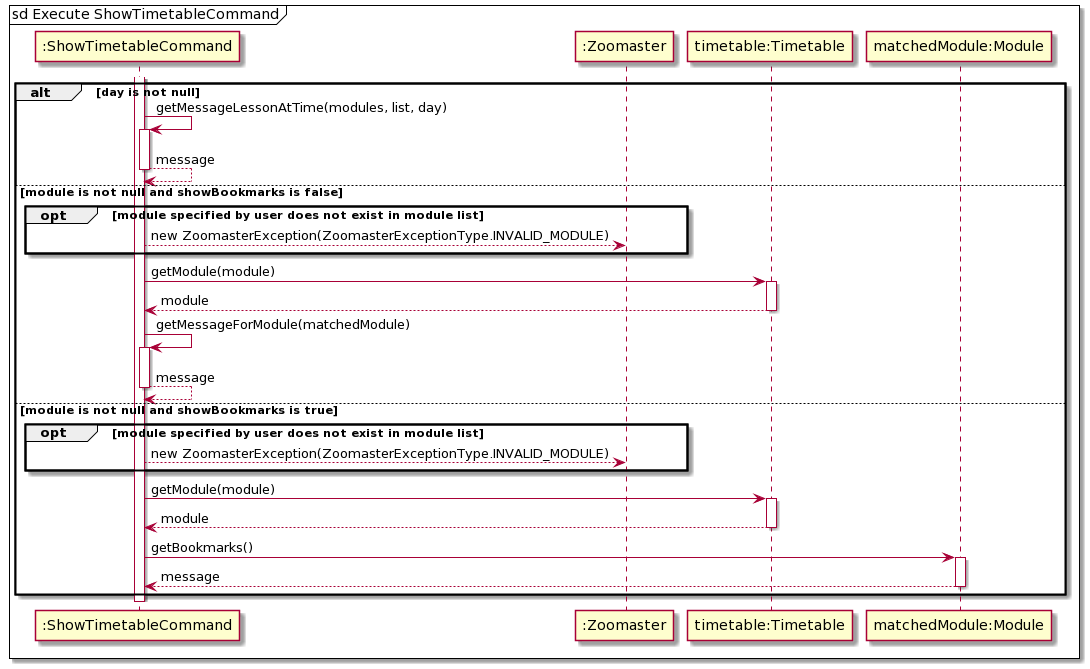 sd Execute ShowTimetableCommand
:ShowTimetableCommand
:Zoomaster
timetable:Timetable
matchedModule:Module
alt
[day is not null]
getMessageLessonAtTime(modules, list, day)
message
[module is not null and showBookmarks is false]
opt
[module specified by user does not exist in module list]
new ZoomasterException(ZoomasterExceptionType.INVALID_MODULE)
getModule(module)
module
getMessageForModule(matchedModule)
message
[module is not null and showBookmarks is true]
opt
[module specified by user does not exist in module list]
new ZoomasterException(ZoomasterExceptionType.INVALID_MODULE)
getModule(module)
module
getBookmarks()
message
:ShowTimetableCommand
:Zoomaster
timetable:Timetable
matchedModule:Module